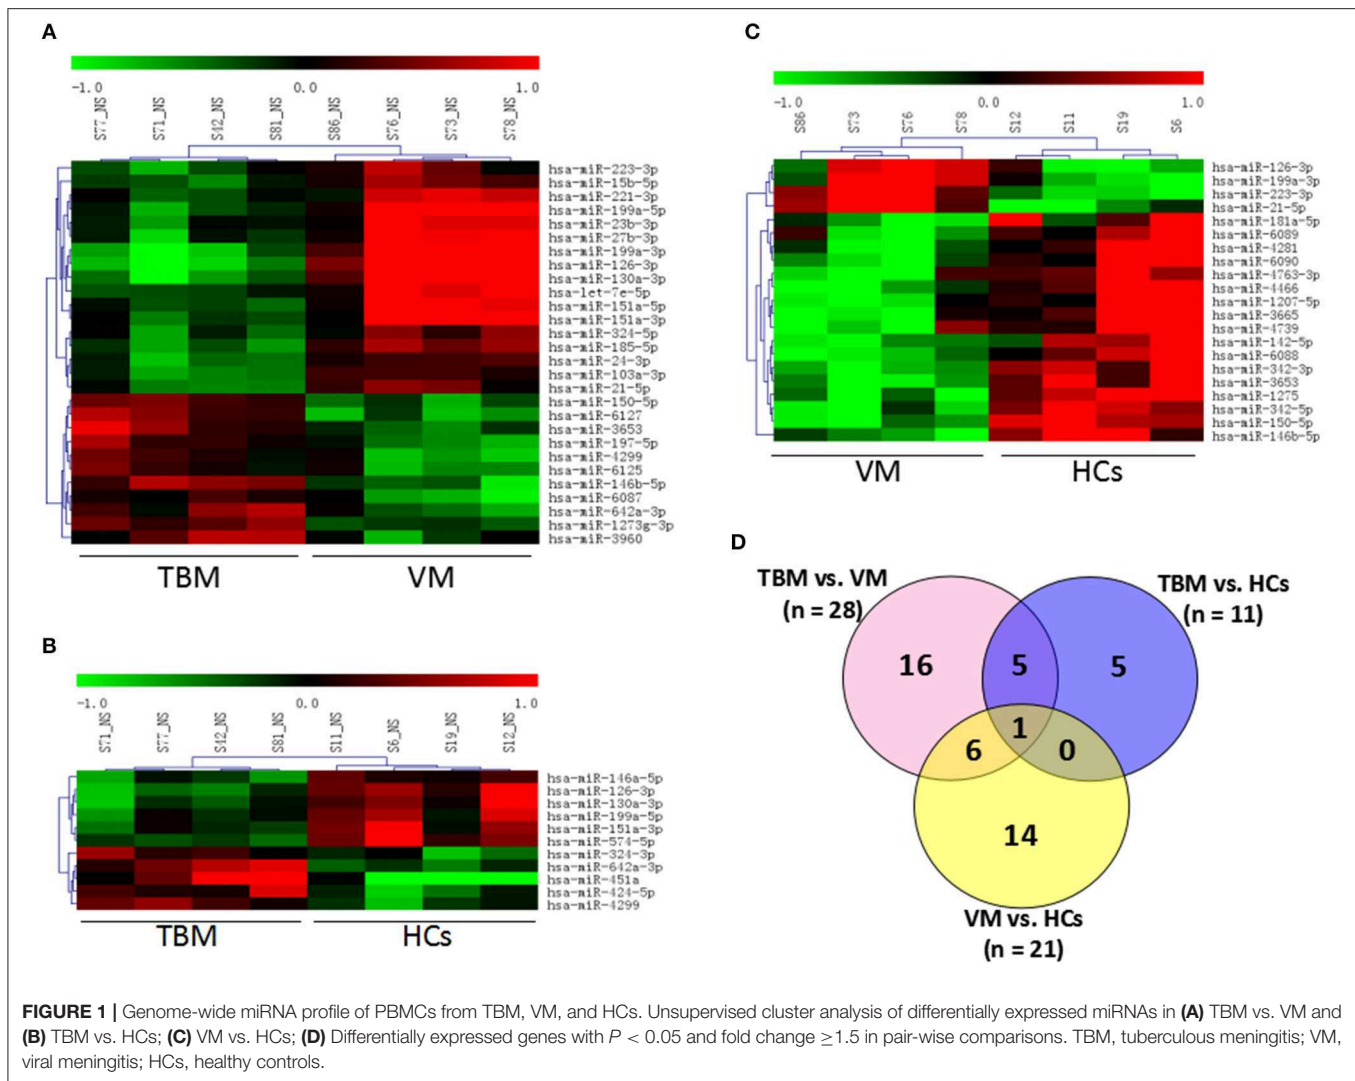 A
-1.0 0.0 1.0
S77_NS S71_NS S42_NS S81_NS S86_NS S76_NS S73_NS S78_NS
hsa-miR-223-3p
hsa-miR-15b-5p
hsa-miR-221-3p
hsa-miR-199a-5p
hsa-miR-23b-3p
hsa-miR-27b-3p
hsa-miR-199a-3p
hsa-miR-126-3p
hsa-miR-130a-3p
hsa-let-7e-5p
hsa-miR-151a-5p
hsa-miR-151a-3p
hsa-miR-324-5p
hsa-miR-185-5p
hsa-miR-24-3p
hsa-miR-103a-3p
hsa-miR-21-5p
hsa-miR-150-5p
hsa-miR-6127
hsa-miR-3653
hsa-miR-197-5p
hsa-miR-4299
hsa-miR-6125
hsa-miR-146b-5p
hsa-miR-6087
hsa-miR-642a-3p
hsa-miR-1273g-3p
hsa-miR-3960
TBM VM
B
-1.0 0.0 1.0
S71_NS S77_NS S42_NS S81_NS S11_NS S6_NS S19_NS S12_NS
hsa-miR-146a-5p
hsa-miR-126-3p
hsa-miR-130a-3p
hsa-miR-199a-5p
hsa-miR-151a-3p
hsa-miR-574-5p
hsa-miR-324-3p
hsa-miR-642a-3p
hsa-miR-451a
hsa-miR-424-5p
hsa-miR-4299
TBM HCs
C
-1.0 0.0 1.0
S86 S73 S76 S78 S12 S11 S19 S6
hsa-miR-126-3p
hsa-miR-199a-3p
hsa-miR-223-3p
hsa-miR-21-5p
hsa-miR-181a-5p
hsa-miR-6089
hsa-miR-4281
hsa-miR-6090
hsa-miR-4763-3p
hsa-miR-4466
hsa-miR-1207-5p
hsa-miR-3665
hsa-miR-4739
hsa-miR-142-5p
hsa-miR-6088
hsa-miR-342-3p
hsa-miR-3653
hsa-miR-1275
hsa-miR-342-5p
hsa-miR-150-5p
hsa-miR-146b-5p
VM HCs
D
TBM vs. VM
(n = 28)
TBM vs. HCs
(n = 11)
16 5 5
1
6 0
14
VM vs. HCs
(n = 21)
FIGURE 1 | Genome-wide miRNA profile of PBMCs from TBM, VM, and HCs. Unsupervised cluster analysis of differentially expressed miRNAs in (A) TBM vs. VM and
(B) TBM vs. HCs; (C) VM vs. HCs; (D) Differentially expressed genes with P < 0.05 and fold change ≥1.5 in pair-wise comparisons. TBM, tuberculous meningitis; VM,
viral meningitis; HCs, healthy controls.